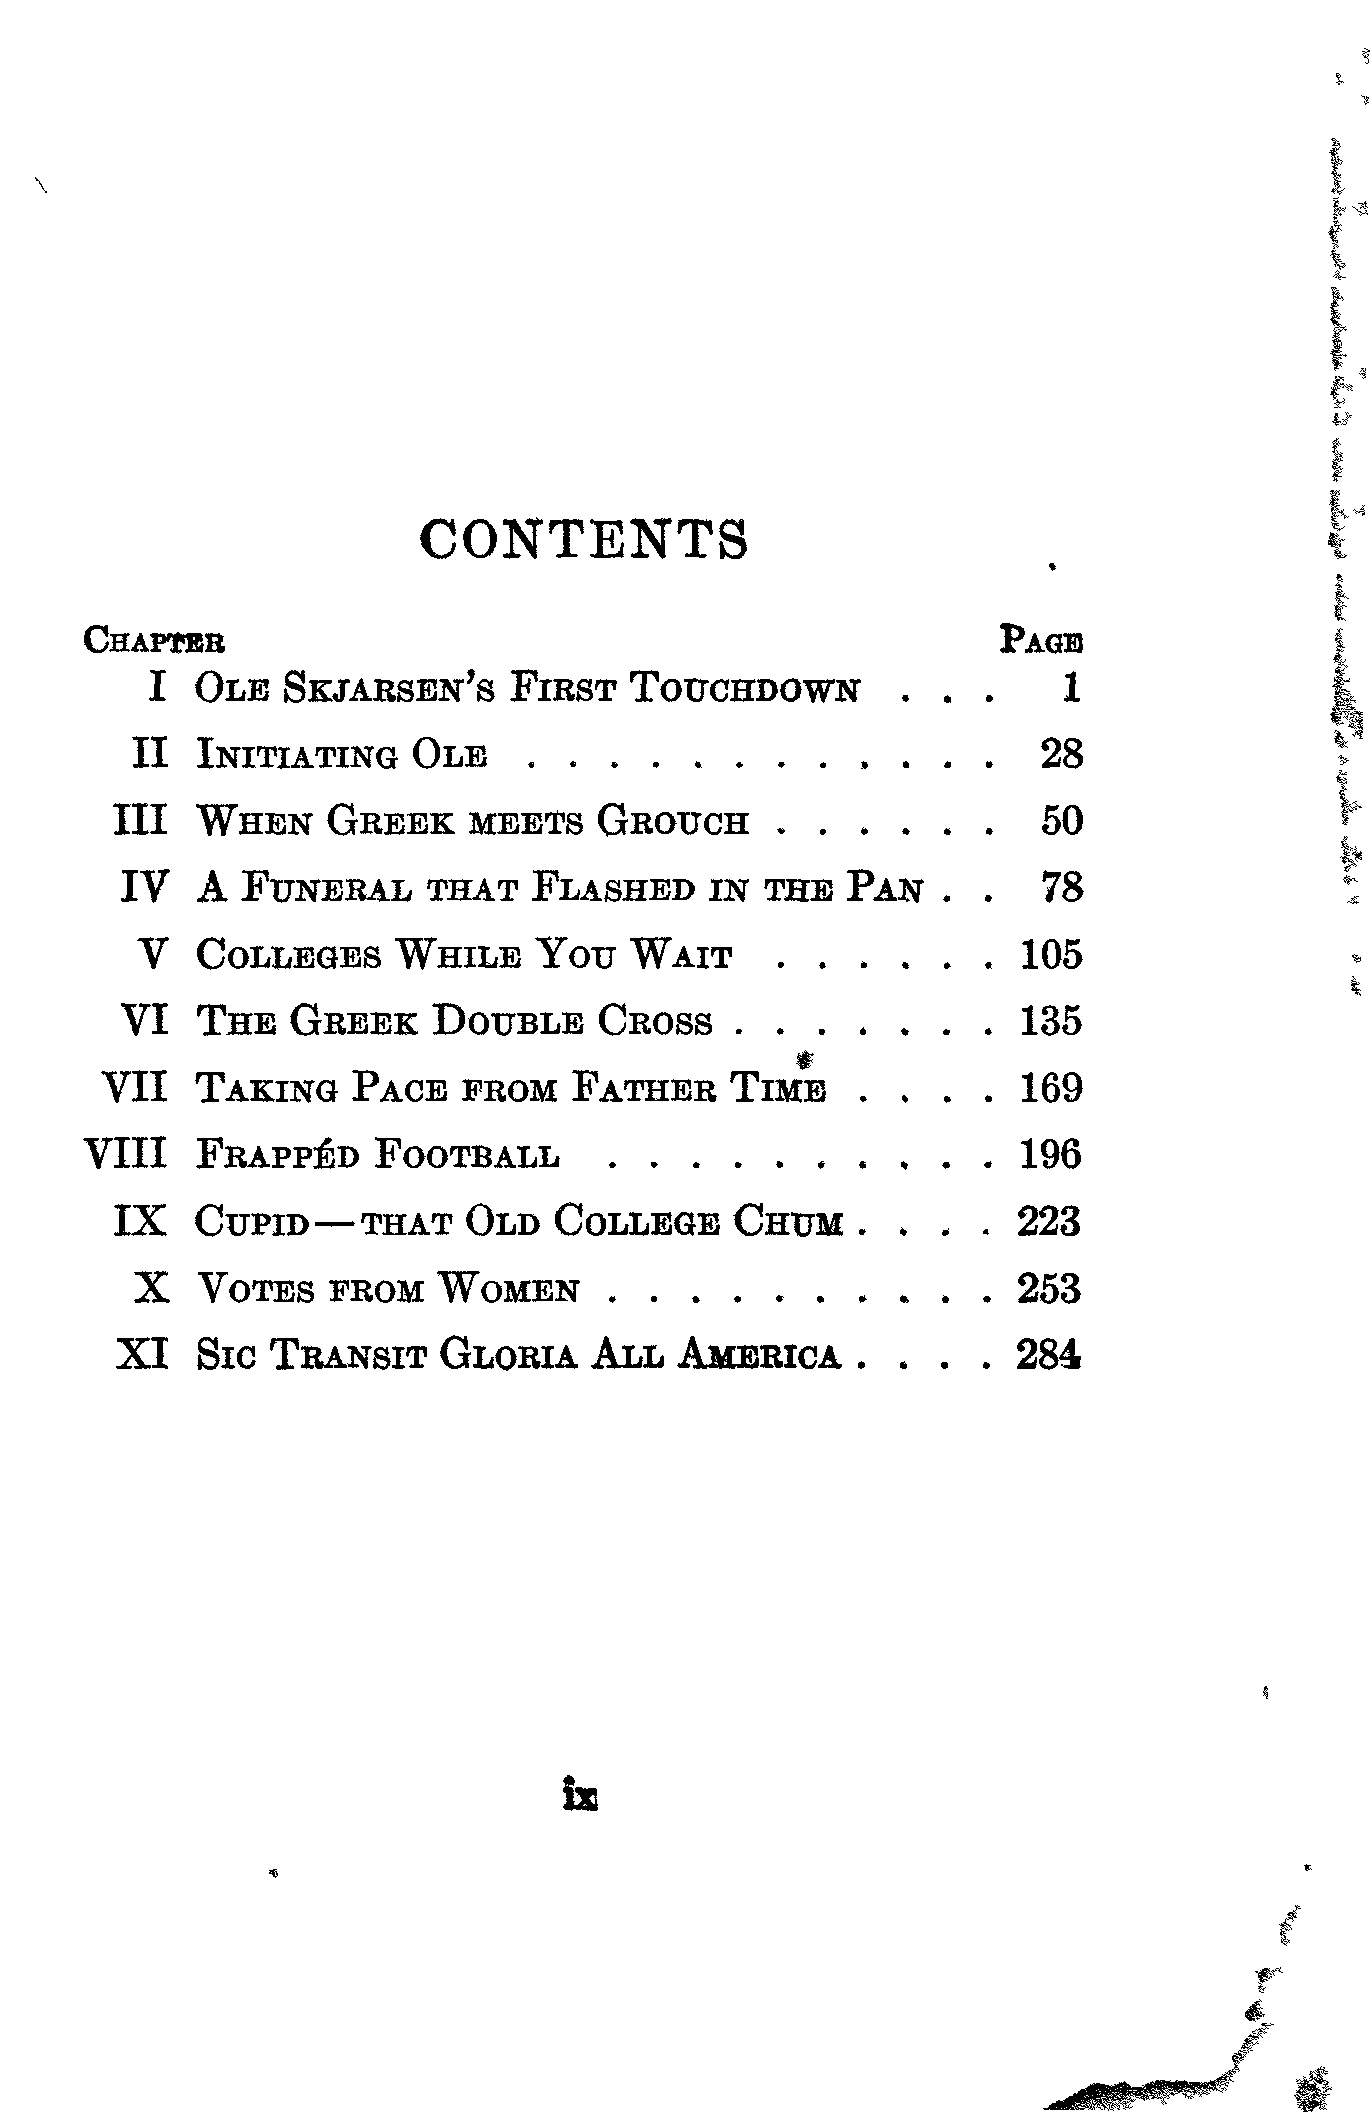 CONTENTS
CHAPTER PAGE
I OLE SKJARSEN'S FIRST TOUCHDOWN . . . 1
II INITIATING OLE . . . . . . . . . . . . 28
III WHEN GREEK MEETS GROUCH . . . . . . 50
IV A FUNERAL THAT FLASHED IN THE PAN . . 78
V COLLEGES WHILE YOU WAIT . . . . . . 105
VI THE GREEK DOUBLE CROSS . . . . . . . 135
VII TAKING PACE FROM FATHER TIME . . . . 169
VIII FRAPPÉD FOOTBALL . . . . . . . . . . 196
IX CUPID—THAT OLD COLLEGE CHUM . . . . 223
X VOTES FROM WOMEN . . . . . . . . . . 253
XI SIC TRANSIT GLORIA ALL AMERICA . . . . 284
ix